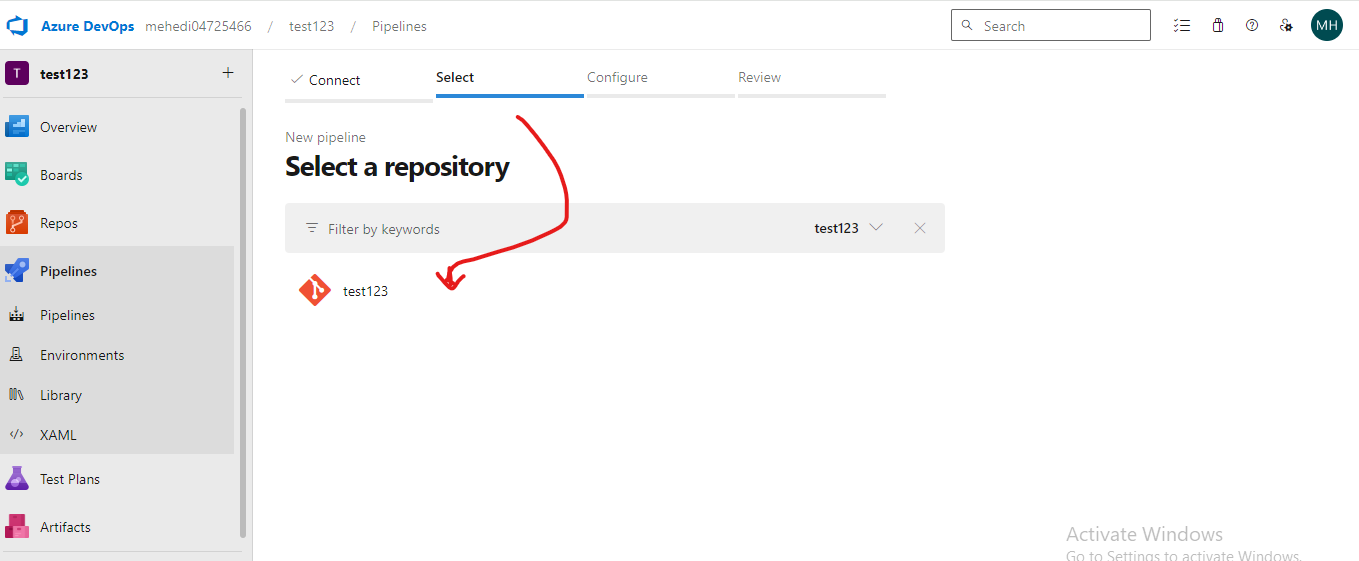 Azure DevOps mehedi04725466 / test123 / Pipelines Search MH
T test123 +
Connect Select Configure Review
Overview
Boards
Repos
Pipelines
Pipelines
Environments
Library
XAML
Test Plans
Artifacts
New pipeline
Select a repository
Filter by keywords test123
test123
Activate Windows
Go to Settings to activate Windows.